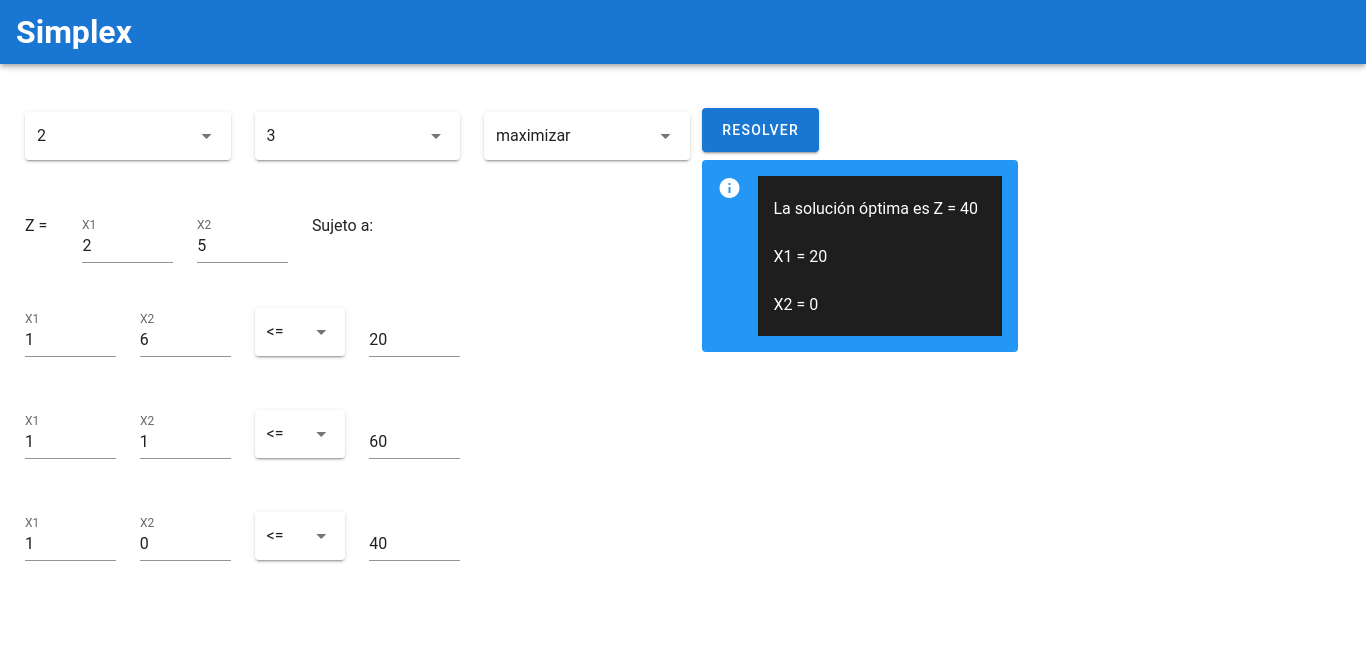 Simplex
2 3 maximizar RESOLVER
La solución óptima es Z = 40
X1 = 20
X2 = 0
Z = X1 X2 Sujeto a:
2 5
X1 X2 <=
1 6 20
X1 X2 <=
1 1 60
X1 X2 <=
1 0 40